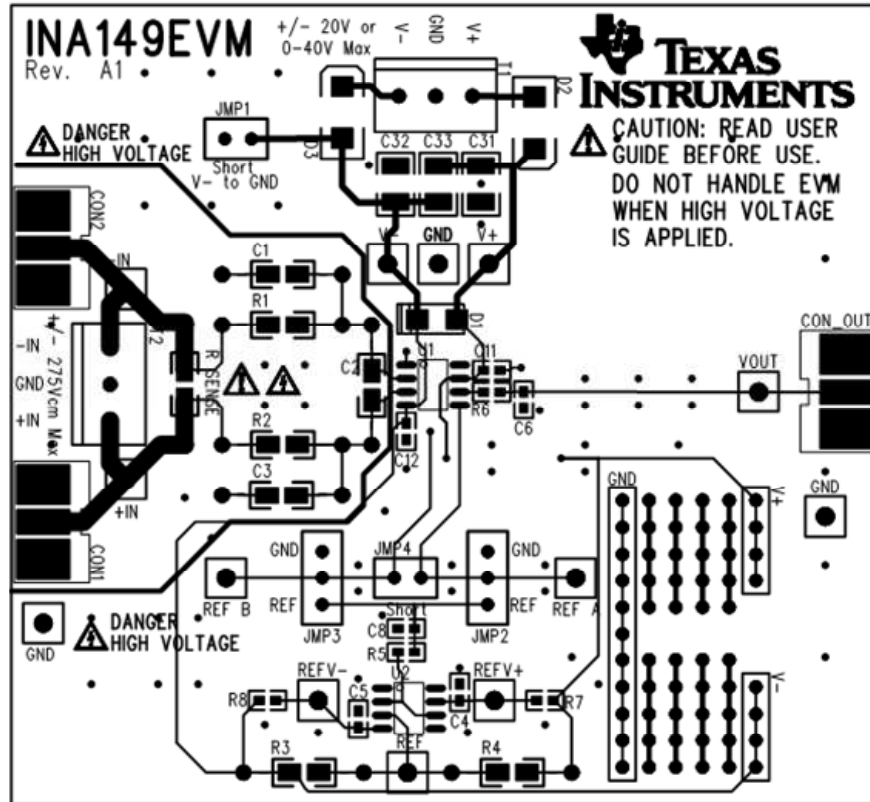 INA149EVM
Rev. A1
+/- 20V or
0-40V Max
V-
GND
V+
T1
D2
D3
TEXAS
INSTRUMENTS
CAUTION: READ USER
GUIDE BEFORE USE.
DO NOT HANDLE EVM
WHEN HIGH VOLTAGE
IS APPLIED.
DANGER
HIGH VOLTAGE
JMP1
Short
V- to GND
C32
C33
C31
V-
GND
V+
CON2
-IN
C1
R1
D1
T2
R_SENSE
-IN
GND
+IN
+/- 275Vcm Max
C2
U1
C11
R6
C6
C12
VOUT
CON_OUT
R2
C3
+IN
CON1
GND
V+
GND
GND
JMP4
GND
REF B
REF
JMP3
Short
REF
JMP2
REF A
C8
R5
GND
DANGER
HIGH VOLTAGE
U2
REFV-
REFV+
R8
C5
C4
R7
V-
R3
REF
R4